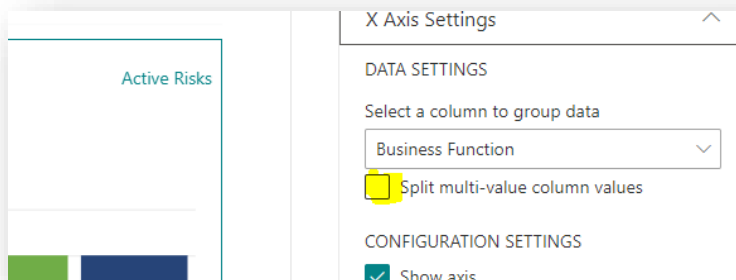 X Axis Settings
DATA SETTINGS
Active Risks
Select a column to group data
Business Function
Split multi-value column values
CONFIGURATION SETTINGS
Show axis